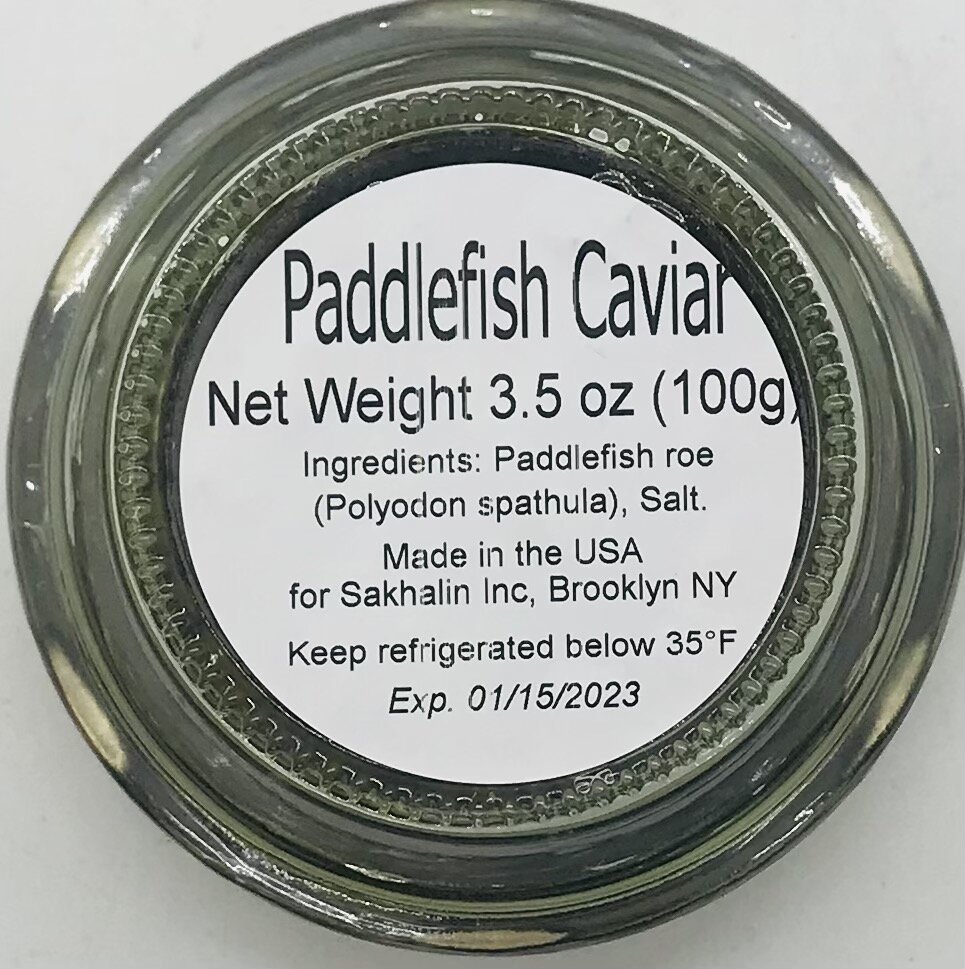 Paddlefish Caviar
Net Weight 3.5 oz (100g)
Ingredients: Paddlefish roe
(Polyodon spathula), Salt.
Made in the USA
for Sakhalin Inc, Brooklyn NY
Keep refrigerated below 35°F
Exp. 01/15/2023